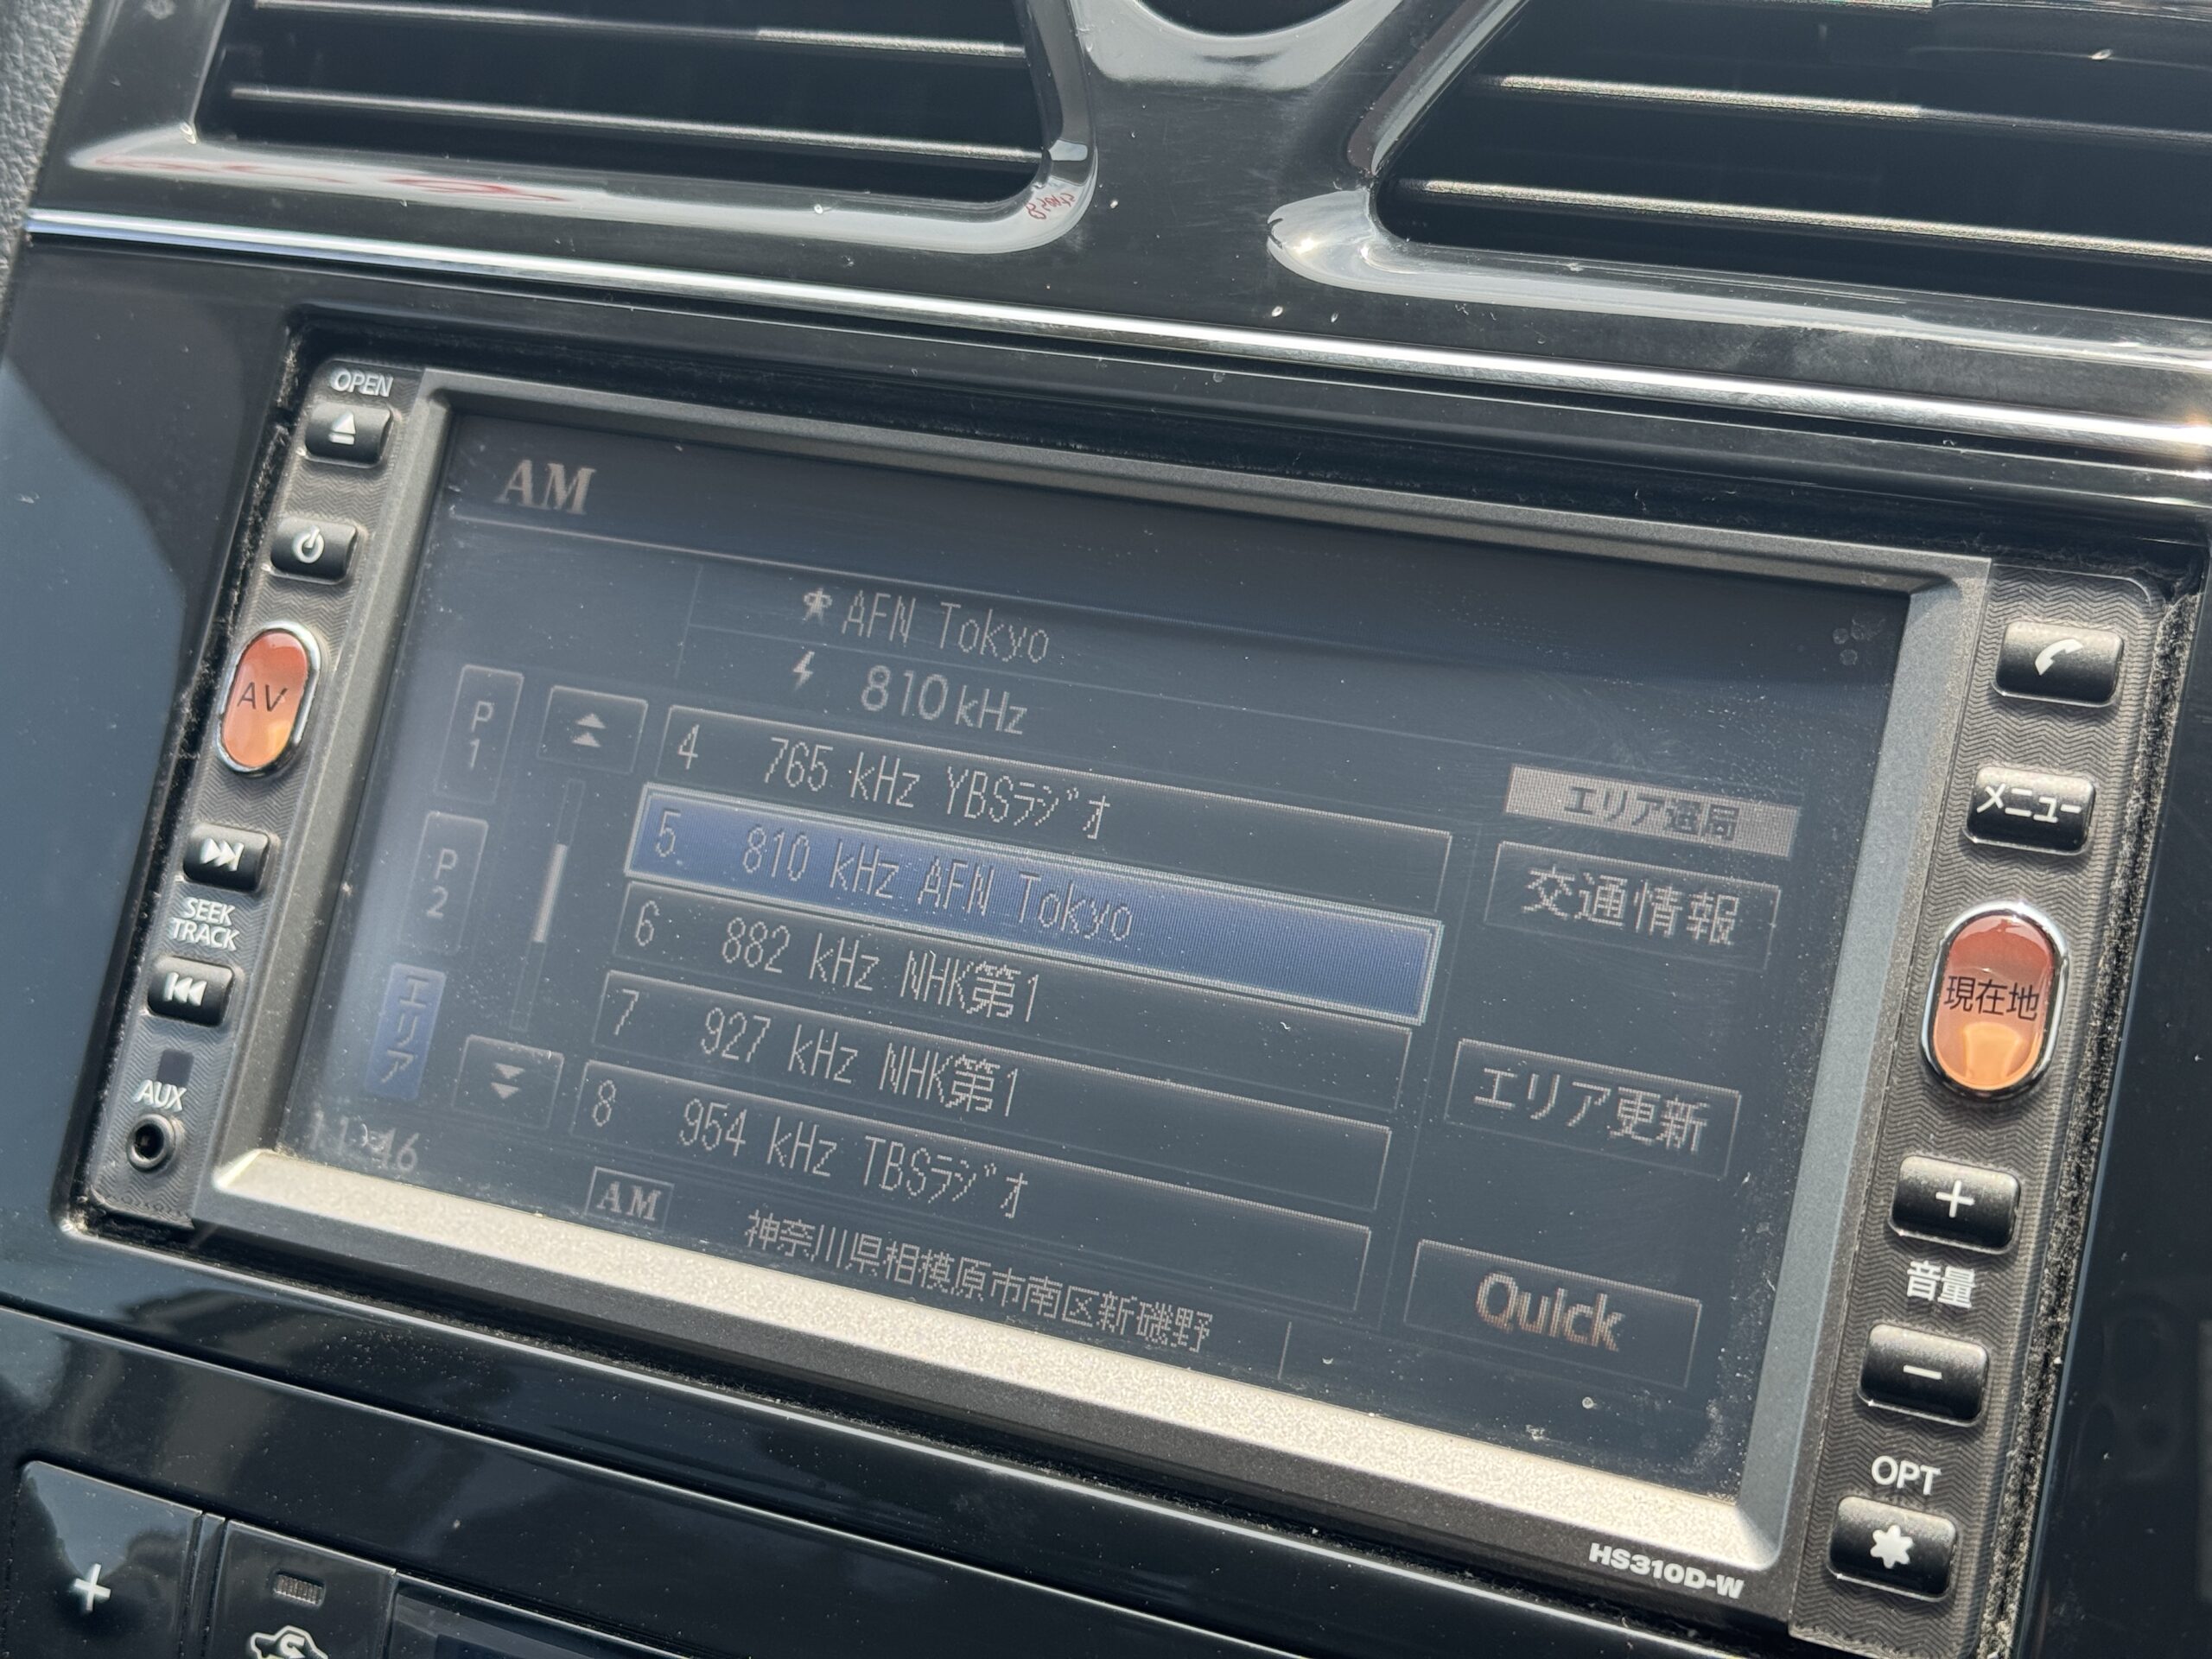 OPEN
AM
AFN Tokyo
810 kHz
AV
P1
P2
エリア
4 765 kHz YBSラジオ
5 810 kHz AFN Tokyo
6 882 kHz NHK第1
7 927 kHz NHK第1
8 954 kHz TBSラジオ
エリア選局
交通情報
エリア更新
Quick
SEEK
TRACK
AUX
AM
神奈川県相模原市南区新磯野
メニュー
現在地
+
音量
−
OPT
HS310D-W
+